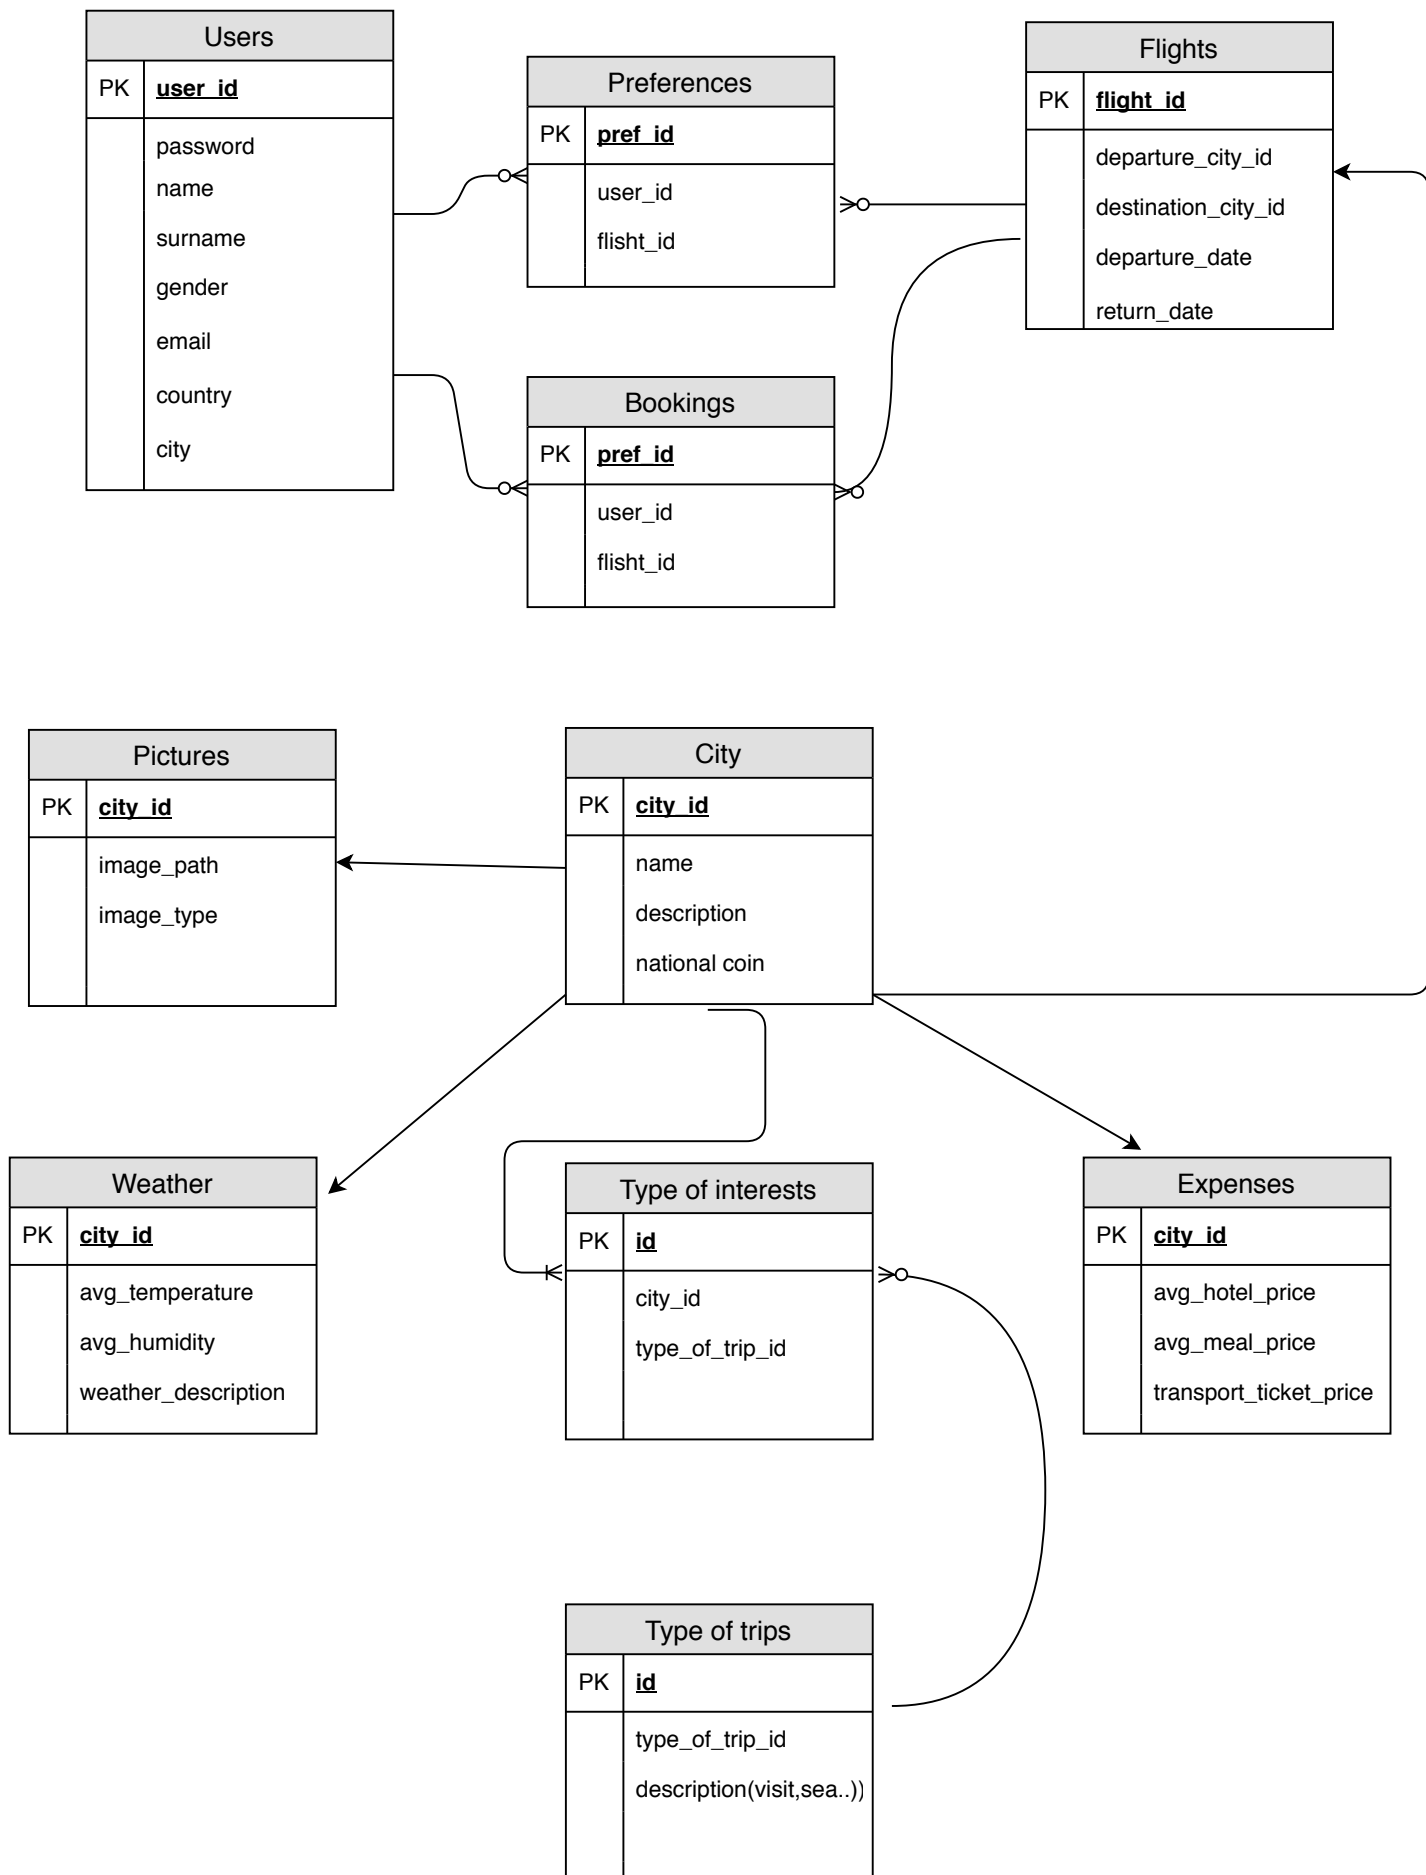 Users
PK user_id
password
name
surname
gender
email
country
city
Preferences
PK pref_id
user_id
flisht_id
Flights
PK flight_id
departure_city_id
destination_city_id
departure_date
return_date
Bookings
PK pref_id
user_id
flisht_id
Pictures
PK city_id
image_path
image_type
City
PK city_id
name
description
national coin
Weather
PK city_id
avg_temperature
avg_humidity
weather_description
Type of interests
PK id
city_id
type_of_trip_id
Expenses
PK city_id
avg_hotel_price
avg_meal_price
transport_ticket_price
Type of trips
PK id
type_of_trip_id
description(visit,sea..))